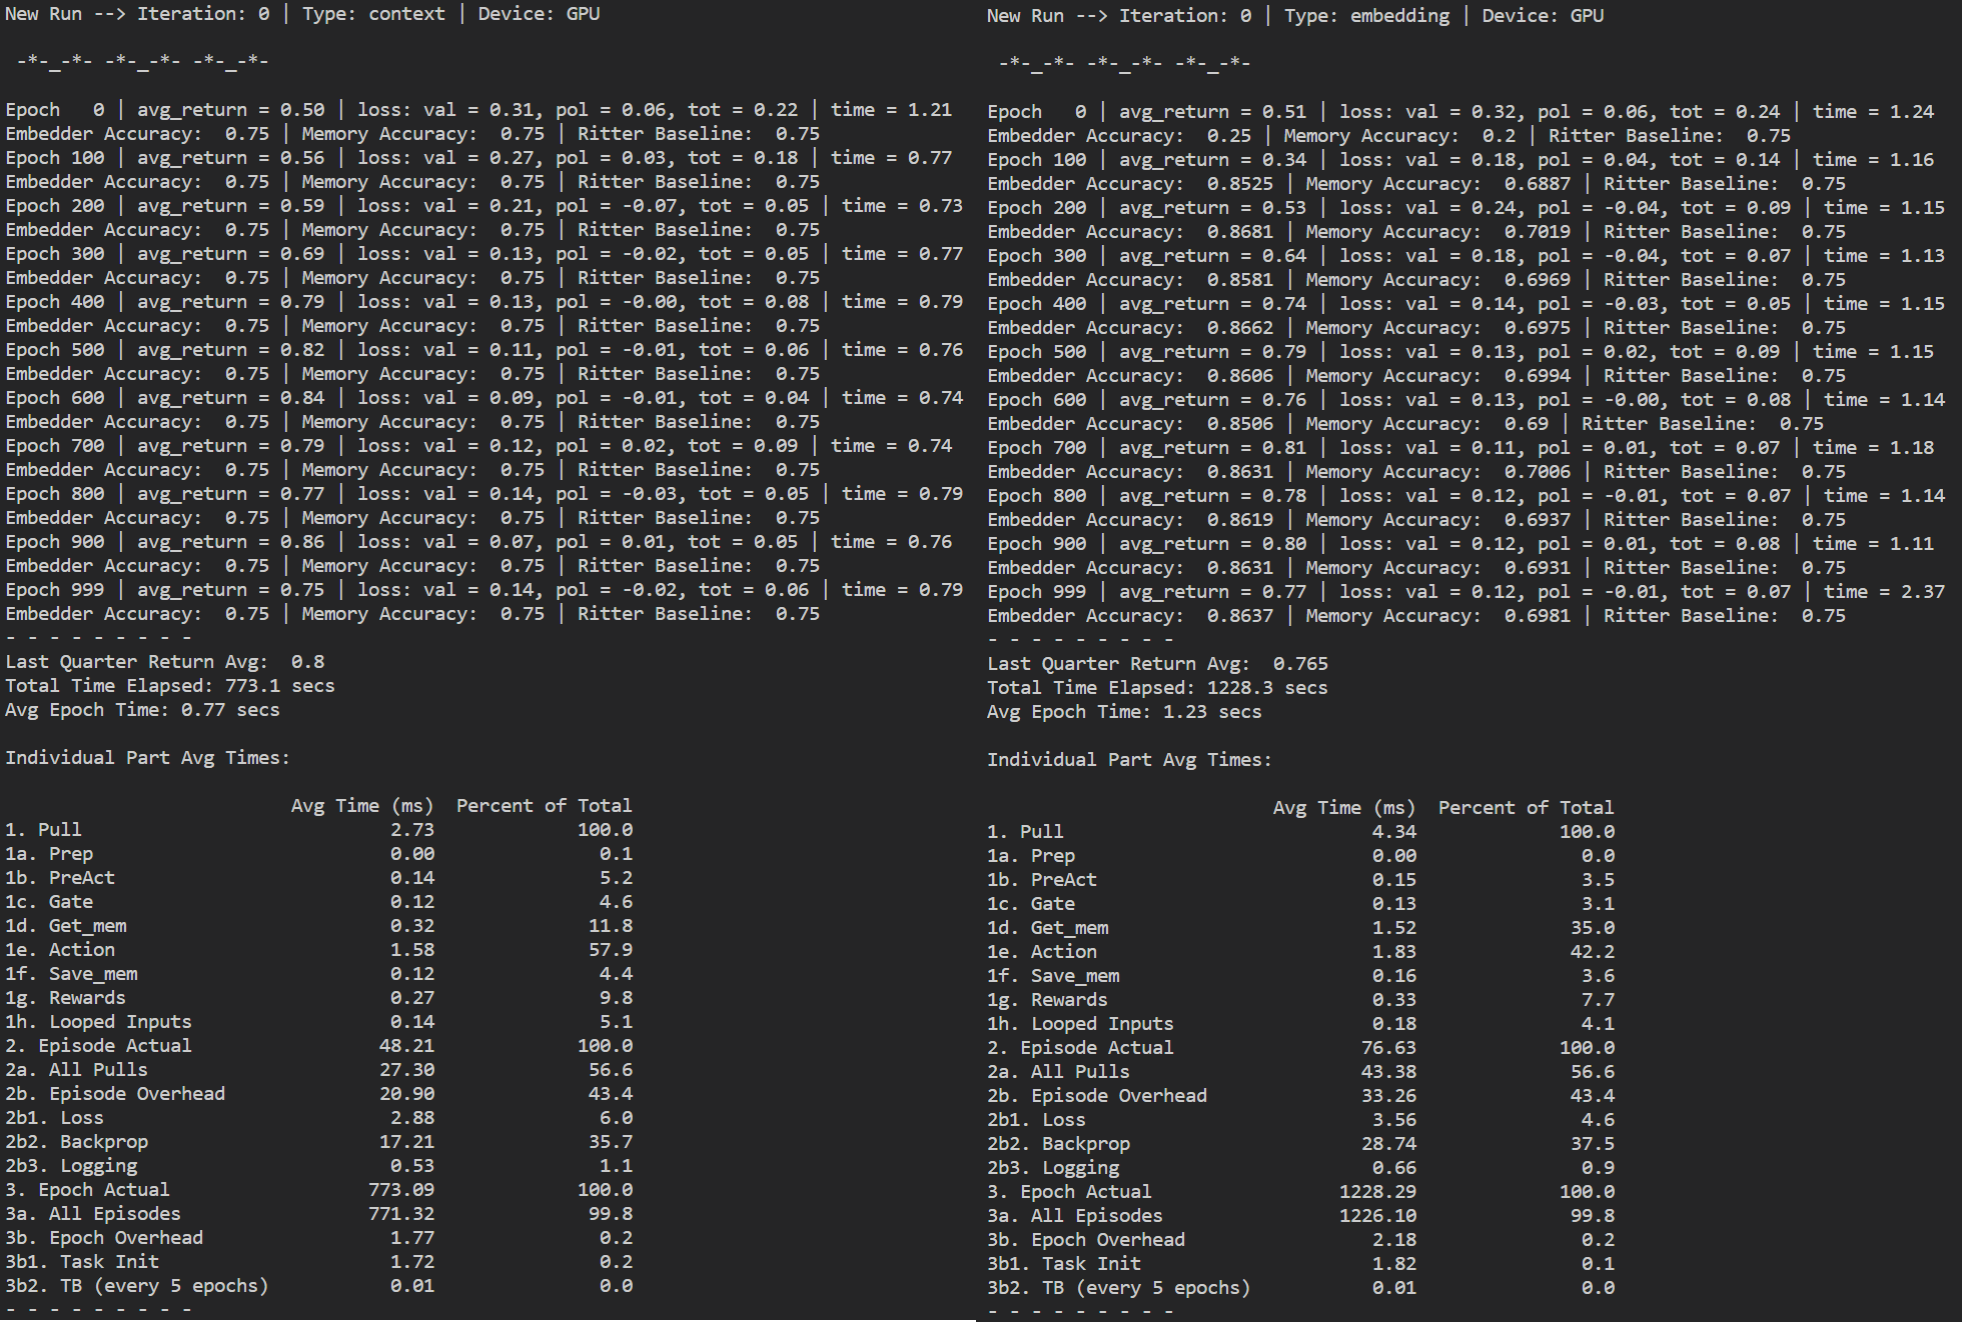 New Run --> Iteration: 0 | Type: context | Device: GPU
-*-_-*- -*-_-*- -*-_-*-
Epoch   0 | avg_return = 0.50 | loss: val = 0.31, pol = 0.06, tot = 0.22 | time = 1.21
Embedder Accuracy:  0.75 | Memory Accuracy:  0.75 | Ritter Baseline:  0.75
Epoch 100 | avg_return = 0.56 | loss: val = 0.27, pol = 0.03, tot = 0.18 | time = 0.77
Embedder Accuracy:  0.75 | Memory Accuracy:  0.75 | Ritter Baseline:  0.75
Epoch 200 | avg_return = 0.59 | loss: val = 0.21, pol = -0.07, tot = 0.05 | time = 0.73
Embedder Accuracy:  0.75 | Memory Accuracy:  0.75 | Ritter Baseline:  0.75
Epoch 300 | avg_return = 0.69 | loss: val = 0.13, pol = -0.02, tot = 0.05 | time = 0.77
Embedder Accuracy:  0.75 | Memory Accuracy:  0.75 | Ritter Baseline:  0.75
Epoch 400 | avg_return = 0.79 | loss: val = 0.13, pol = -0.00, tot = 0.08 | time = 0.79
Embedder Accuracy:  0.75 | Memory Accuracy:  0.75 | Ritter Baseline:  0.75
Epoch 500 | avg_return = 0.82 | loss: val = 0.11, pol = -0.01, tot = 0.06 | time = 0.76
Embedder Accuracy:  0.75 | Memory Accuracy:  0.75 | Ritter Baseline:  0.75
Epoch 600 | avg_return = 0.84 | loss: val = 0.09, pol = -0.01, tot = 0.04 | time = 0.74
Embedder Accuracy:  0.75 | Memory Accuracy:  0.75 | Ritter Baseline:  0.75
Epoch 700 | avg_return = 0.79 | loss: val = 0.12, pol = 0.02, tot = 0.09 | time = 0.74
Embedder Accuracy:  0.75 | Memory Accuracy:  0.75 | Ritter Baseline:  0.75
Epoch 800 | avg_return = 0.77 | loss: val = 0.14, pol = -0.03, tot = 0.05 | time = 0.79
Embedder Accuracy:  0.75 | Memory Accuracy:  0.75 | Ritter Baseline:  0.75
Epoch 900 | avg_return = 0.86 | loss: val = 0.07, pol = 0.01, tot = 0.05 | time = 0.76
Embedder Accuracy:  0.75 | Memory Accuracy:  0.75 | Ritter Baseline:  0.75
Epoch 999 | avg_return = 0.75 | loss: val = 0.14, pol = -0.02, tot = 0.06 | time = 0.79
Embedder Accuracy:  0.75 | Memory Accuracy:  0.75 | Ritter Baseline:  0.75
- - - - - - - - -
Last Quarter Return Avg:  0.8
Total Time Elapsed: 773.1 secs
Avg Epoch Time: 0.77 secs
Individual Part Avg Times:
Avg Time (ms)  Percent of Total
1. Pull 2.73 100.0
1a. Prep 0.00 0.1
1b. PreAct 0.14 5.2
1c. Gate 0.12 4.6
1d. Get_mem 0.32 11.8
1e. Action 1.58 57.9
1f. Save_mem 0.12 4.4
1g. Rewards 0.27 9.8
1h. Looped Inputs 0.14 5.1
2. Episode Actual 48.21 100.0
2a. All Pulls 27.30 56.6
2b. Episode Overhead 20.90 43.4
2b1. Loss 2.88 6.0
2b2. Backprop 17.21 35.7
2b3. Logging 0.53 1.1
3. Epoch Actual 773.09 100.0
3a. All Episodes 771.32 99.8
3b. Epoch Overhead 1.77 0.2
3b1. Task Init 1.72 0.2
3b2. TB (every 5 epochs) 0.01 0.0
- - - - - - - - -
New Run --> Iteration: 0 | Type: embedding | Device: GPU
-*-_-*- -*-_-*- -*-_-*-
Epoch   0 | avg_return = 0.51 | loss: val = 0.32, pol = 0.06, tot = 0.24 | time = 1.24
Embedder Accuracy:  0.25 | Memory Accuracy:  0.2 | Ritter Baseline:  0.75
Epoch 100 | avg_return = 0.34 | loss: val = 0.18, pol = 0.04, tot = 0.14 | time = 1.16
Embedder Accuracy:  0.8525 | Memory Accuracy:  0.6887 | Ritter Baseline:  0.75
Epoch 200 | avg_return = 0.53 | loss: val = 0.24, pol = -0.04, tot = 0.09 | time = 1.15
Embedder Accuracy:  0.8681 | Memory Accuracy:  0.7019 | Ritter Baseline:  0.75
Epoch 300 | avg_return = 0.64 | loss: val = 0.18, pol = -0.04, tot = 0.07 | time = 1.13
Embedder Accuracy:  0.8581 | Memory Accuracy:  0.6969 | Ritter Baseline:  0.75
Epoch 400 | avg_return = 0.74 | loss: val = 0.14, pol = -0.03, tot = 0.05 | time = 1.15
Embedder Accuracy:  0.8662 | Memory Accuracy:  0.6975 | Ritter Baseline:  0.75
Epoch 500 | avg_return = 0.79 | loss: val = 0.13, pol = 0.02, tot = 0.09 | time = 1.15
Embedder Accuracy:  0.8606 | Memory Accuracy:  0.6994 | Ritter Baseline:  0.75
Epoch 600 | avg_return = 0.76 | loss: val = 0.13, pol = -0.00, tot = 0.08 | time = 1.14
Embedder Accuracy:  0.8506 | Memory Accuracy:  0.69 | Ritter Baseline:  0.75
Epoch 700 | avg_return = 0.81 | loss: val = 0.11, pol = 0.01, tot = 0.07 | time = 1.18
Embedder Accuracy:  0.8631 | Memory Accuracy:  0.7006 | Ritter Baseline:  0.75
Epoch 800 | avg_return = 0.78 | loss: val = 0.12, pol = -0.01, tot = 0.07 | time = 1.14
Embedder Accuracy:  0.8619 | Memory Accuracy:  0.6937 | Ritter Baseline:  0.75
Epoch 900 | avg_return = 0.80 | loss: val = 0.12, pol = 0.01, tot = 0.08 | time = 1.11
Embedder Accuracy:  0.8631 | Memory Accuracy:  0.6931 | Ritter Baseline:  0.75
Epoch 999 | avg_return = 0.77 | loss: val = 0.12, pol = -0.01, tot = 0.07 | time = 2.37
Embedder Accuracy:  0.8637 | Memory Accuracy:  0.6981 | Ritter Baseline:  0.75
- - - - - - - - -
Last Quarter Return Avg:  0.765
Total Time Elapsed: 1228.3 secs
Avg Epoch Time: 1.23 secs
Individual Part Avg Times:
Avg Time (ms)  Percent of Total
1. Pull 4.34 100.0
1a. Prep 0.00 0.0
1b. PreAct 0.15 3.5
1c. Gate 0.13 3.1
1d. Get_mem 1.52 35.0
1e. Action 1.83 42.2
1f. Save_mem 0.16 3.6
1g. Rewards 0.33 7.7
1h. Looped Inputs 0.18 4.1
2. Episode Actual 76.63 100.0
2a. All Pulls 43.38 56.6
2b. Episode Overhead 33.26 43.4
2b1. Loss 3.56 4.6
2b2. Backprop 28.74 37.5
2b3. Logging 0.66 0.9
3. Epoch Actual 1228.29 100.0
3a. All Episodes 1226.10 99.8
3b. Epoch Overhead 2.18 0.2
3b1. Task Init 1.82 0.1
3b2. TB (every 5 epochs) 0.01 0.0
- - - - - - - - -